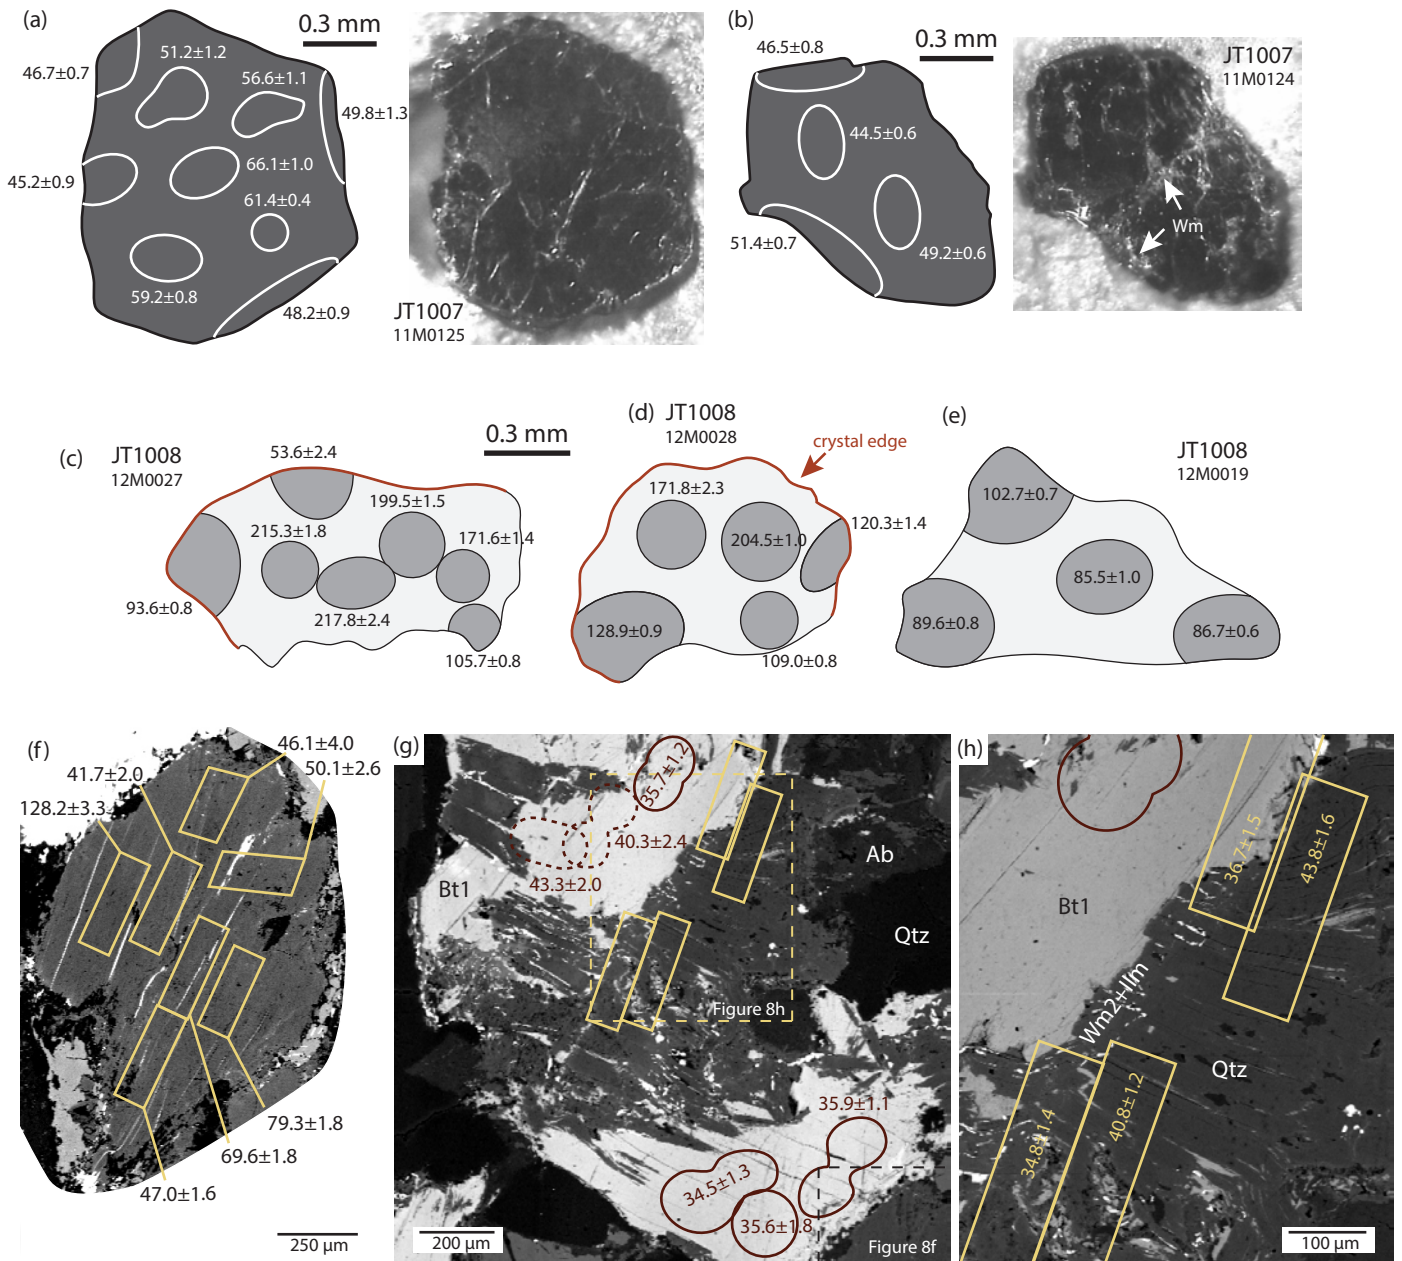 (a)
0.3 mm
46.7±0.7
51.2±1.2
56.6±1.1
49.8±1.3
45.2±0.9
66.1±1.0
61.4±0.4
59.2±0.8
48.2±0.9
JT1007
11M0125
(b)
46.5±0.8
0.3 mm
44.5±0.6
51.4±0.7
49.2±0.6
JT1007
11M0124
Wm
(c)
JT1008
12M0027
53.6±2.4
0.3 mm
199.5±1.5
215.3±1.8
171.6±1.4
93.6±0.8
217.8±2.4
105.7±0.8
(d)
JT1008
12M0028
crystal edge
171.8±2.3
204.5±1.0
120.3±1.4
128.9±0.9
109.0±0.8
(e)
JT1008
12M0019
102.7±0.7
85.5±1.0
89.6±0.8
86.7±0.6
(f)
46.1±4.0
50.1±2.6
41.7±2.0
128.2±3.3
79.3±1.8
69.6±1.8
47.0±1.6
250 µm
(g)
35.7±1.2
40.3±2.4
43.3±2.0
Bt1
Ab
Qtz
Figure 8h
35.9±1.1
34.5±1.3
35.6±1.8
200 µm
Figure 8f
(h)
36.7±1.5
43.8±1.6
Bt1
Wm2+Ilm
Qtz
34.8±1.4
40.8±1.2
100 µm